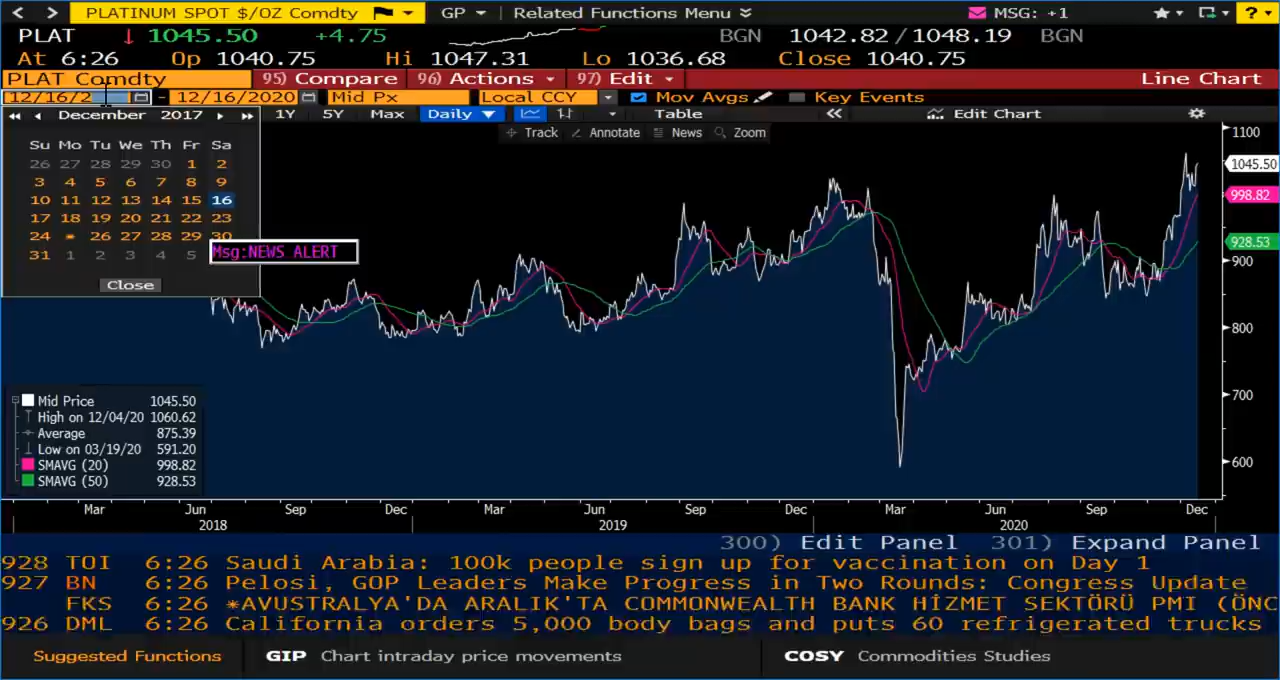 PLATINUM SPOT $/OZ Comdty GP Related Functions Menu MSG: +1 ?
PLAT 1045.50 +4.75 BGN 1042.82/1048.19 BGN
At 6:26 Op 1040.75 Hi 1047.31 Lo 1036.68 Close 1040.75
PLAT Comdty 95) Compare 96) Actions 97) Edit Line Chart
12/16/2 - 12/16/2020 Mid Px Local CCY Mov Avgs Key Events
December 2017 1Y 5Y Max Daily Table Edit Chart
Track Annotate News Zoom
Su Mo Tu We Th Fr Sa
26 27 28 29 30 1 2
3 4 5 6 7 8 9
10 11 12 13 14 15 16
17 18 19 20 21 22 23
24 * 26 27 28 29 30
31 1 2 3 4 5
Msg:NEWS ALERT
Close
1100
1045.50
998.82
928.53
900
800
700
600
Mid Price 1045.50
High on 12/04/20 1060.62
Average 875.39
Low on 03/19/20 591.20
SMAVG (20) 998.82
SMAVG (50) 928.53
Mar Jun Sep Dec Mar Jun Sep Dec Mar Jun Sep Dec
2018 2019 2020
300) Edit Panel 301) Expand Panel
928 TOI 6:26 Saudi Arabia: 100k people sign up for vaccination on Day 1
927 BN 6:26 Pelosi, GOP Leaders Make Progress in Two Rounds: Congress Update
FKS 6:26 *AVUSTRALYA'DA ARALIK'TA COMMONWEALTH BANK HİZMET SEKTÖRÜ PMI (ÖNC
926 DML 6:26 California orders 5,000 body bags and puts 60 refrigerated trucks
Suggested Functions GIP Chart intraday price movements COSY Commodities Studies